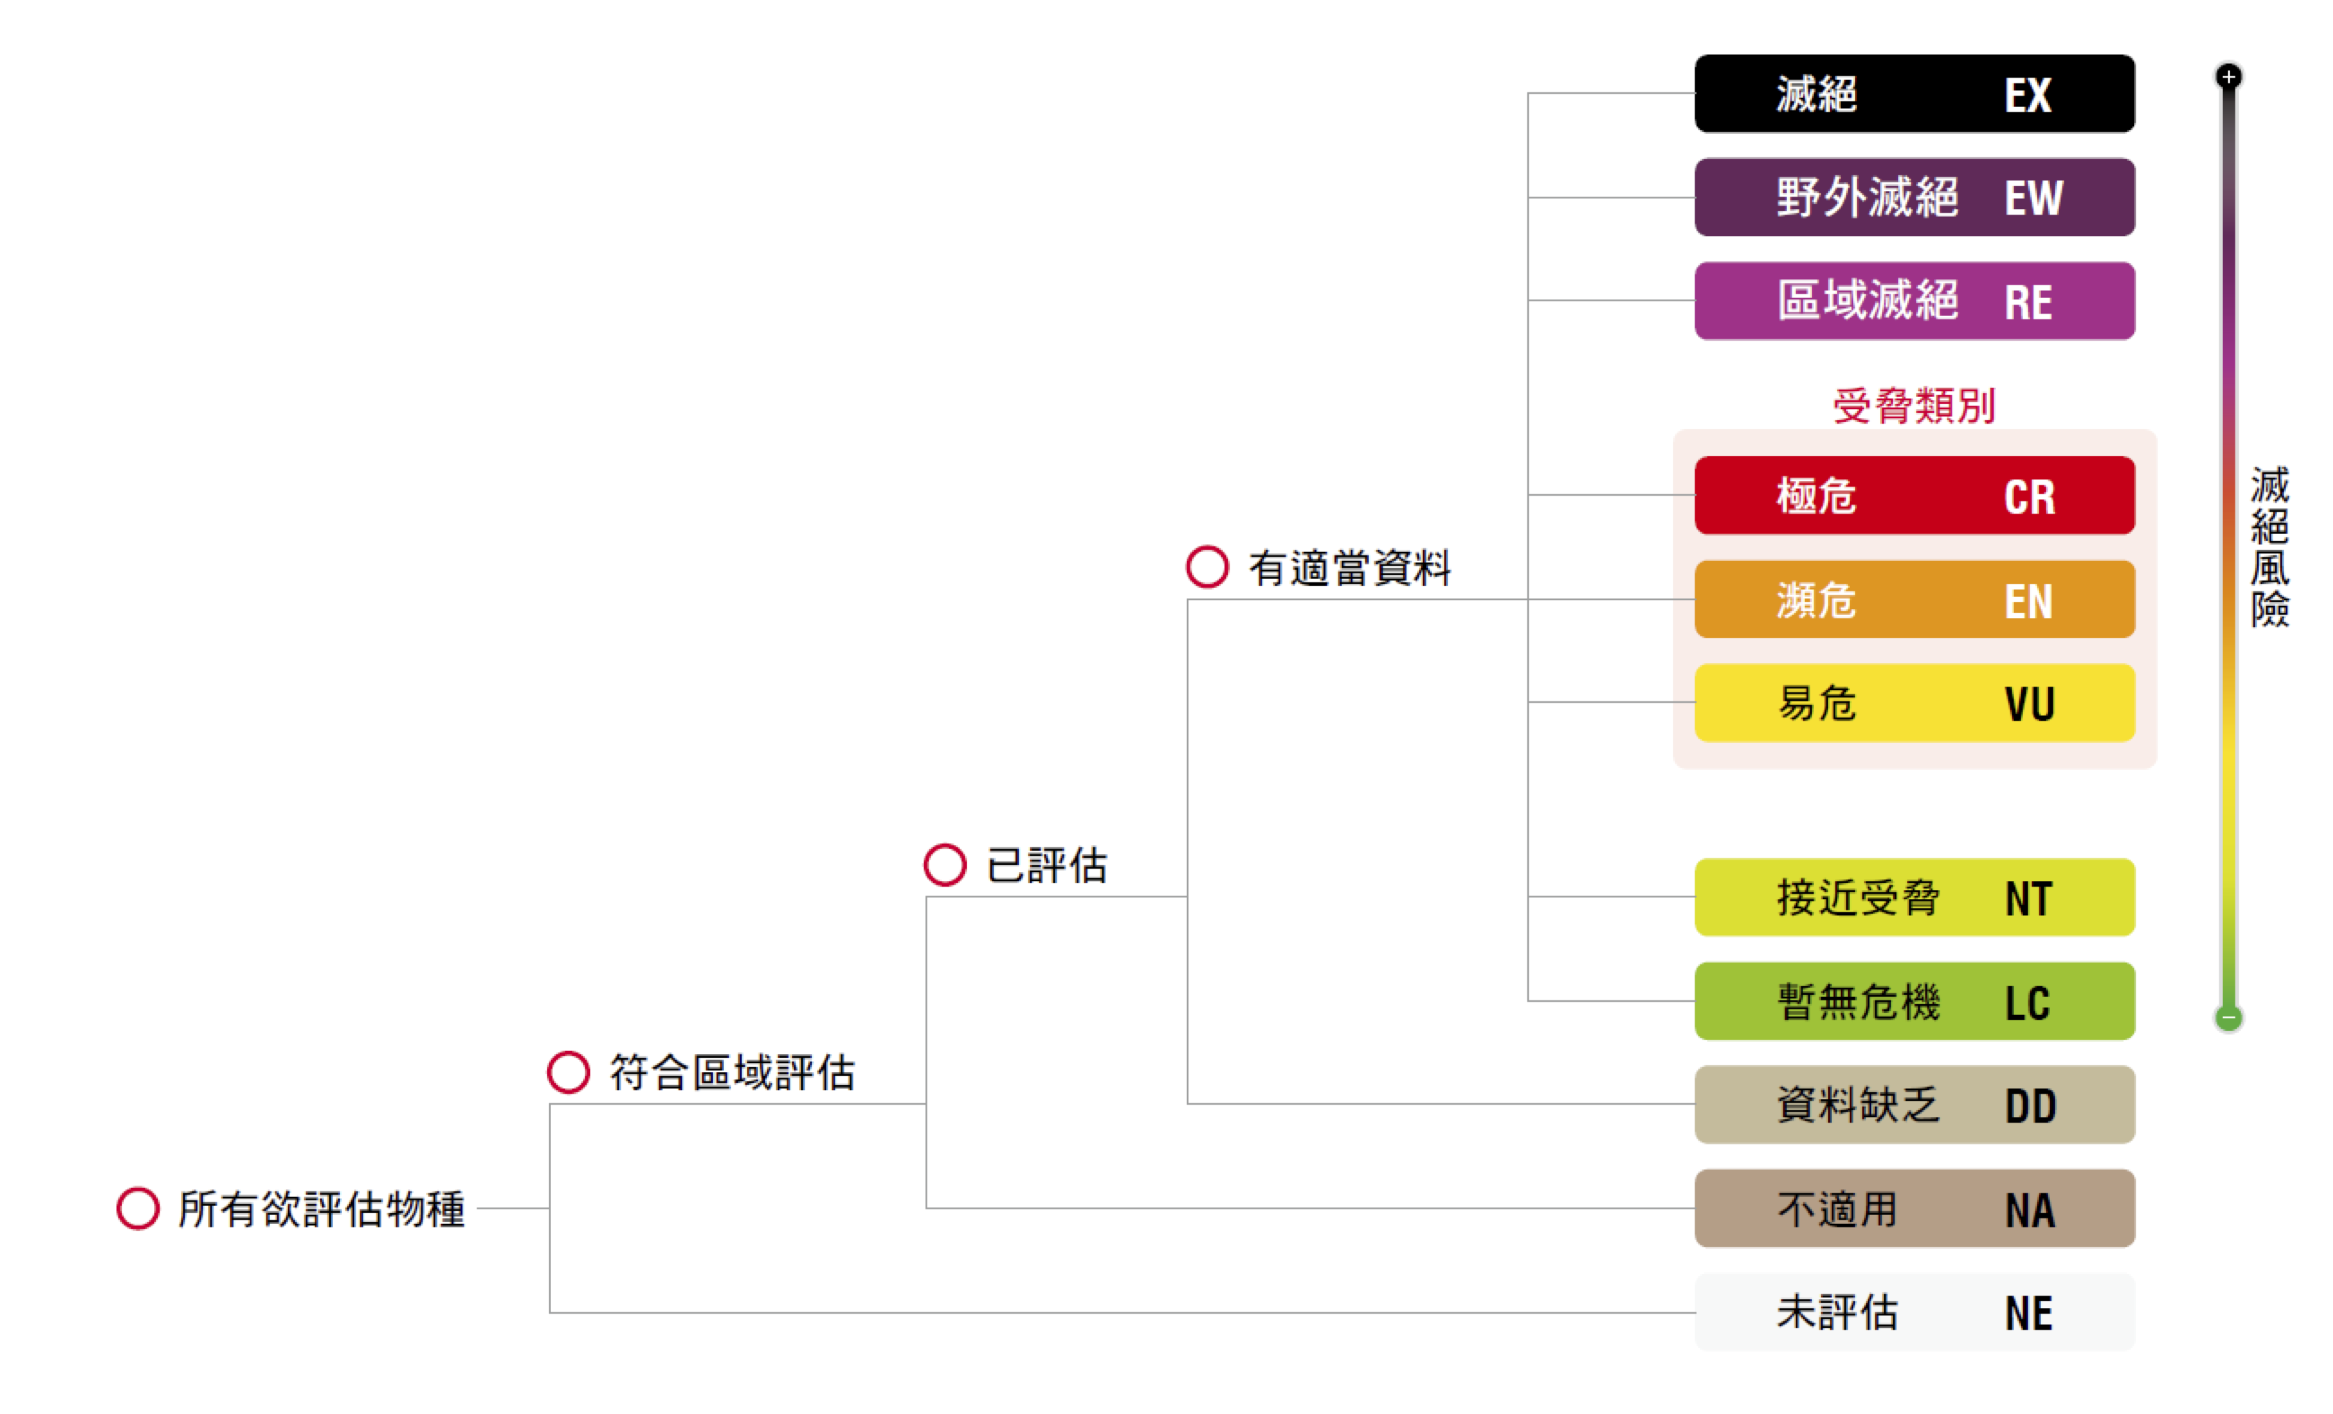 滅絕 EX
野外滅絕 EW
區域滅絕 RE
受脅類別
極危 CR
瀕危 EN
易危 VU
接近受脅 NT
暫無危機 LC
資料缺乏 DD
不適用 NA
未評估 NE
有適當資料
已評估
符合區域評估
所有欲評估物種
+
滅絕風險
−